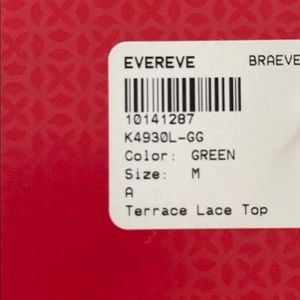 EVEREVE BRAEVE
10141287
K4930L-GG
Color: GREEN
Size: M
A
Terrace Lace Top